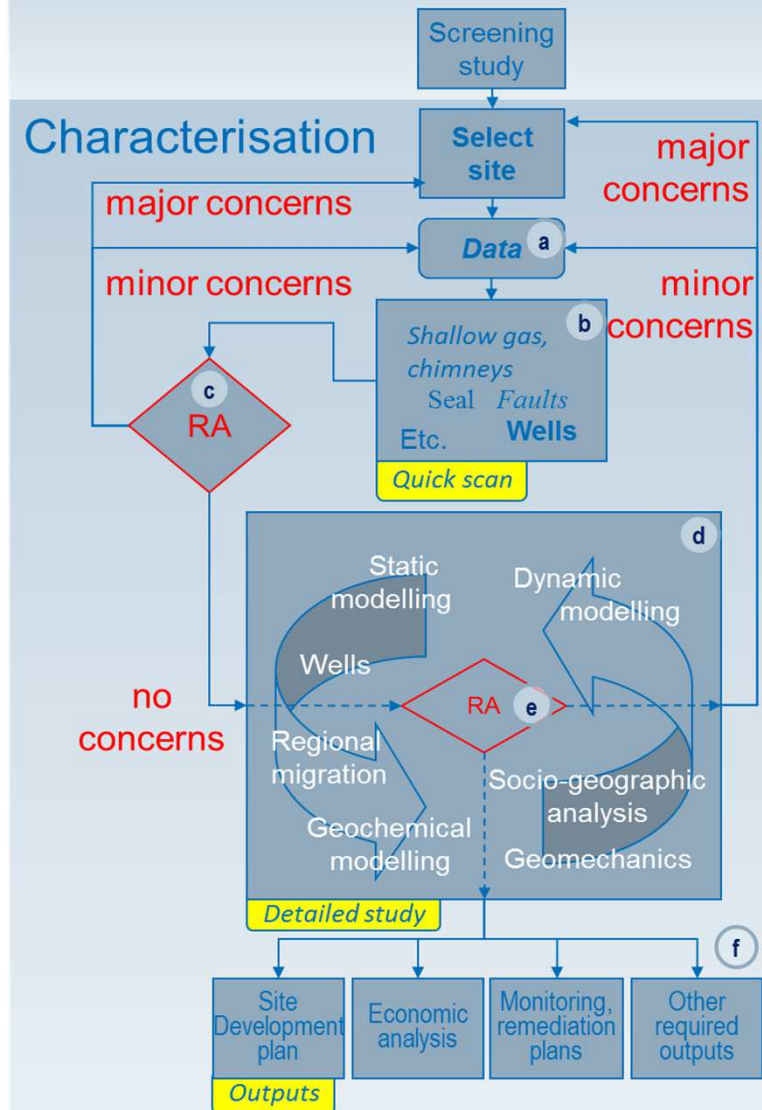 Screening
study
Characterisation
Select
site
major
concerns
major concerns
Data
a
minor concerns
minor
concerns
b
Shallow gas,
chimneys
Seal Faults
Etc. Wells
Quick scan
c
RA
d
Static
modelling
Dynamic
modelling
Wells
RA
e
no
concerns
Regional
migration
Socio-geographic
analysis
Geochemical
modelling
Geomechanics
Detailed study
f
Site
Development
plan
Economic
analysis
Monitoring,
remediation
plans
Other
required
outputs
Outputs